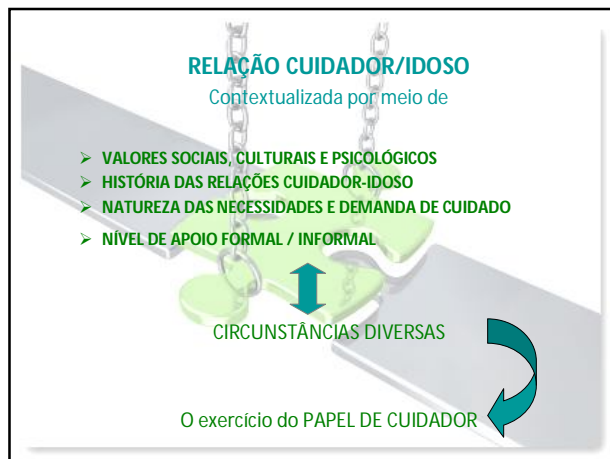 RELAÇÃO CUIDADOR/IDOSO
Contextualizada por meio de
➢ VALORES SOCIAIS, CULTURAIS E PSICOLÓGICOS
➢ HISTÓRIA DAS RELAÇÕES CUIDADOR-IDOSO
➢ NATUREZA DAS NECESSIDADES E DEMANDA DE CUIDADO
➢ NÍVEL DE APOIO FORMAL / INFORMAL
CIRCUNSTÂNCIAS DIVERSAS
O exercício do PAPEL DE CUIDADOR